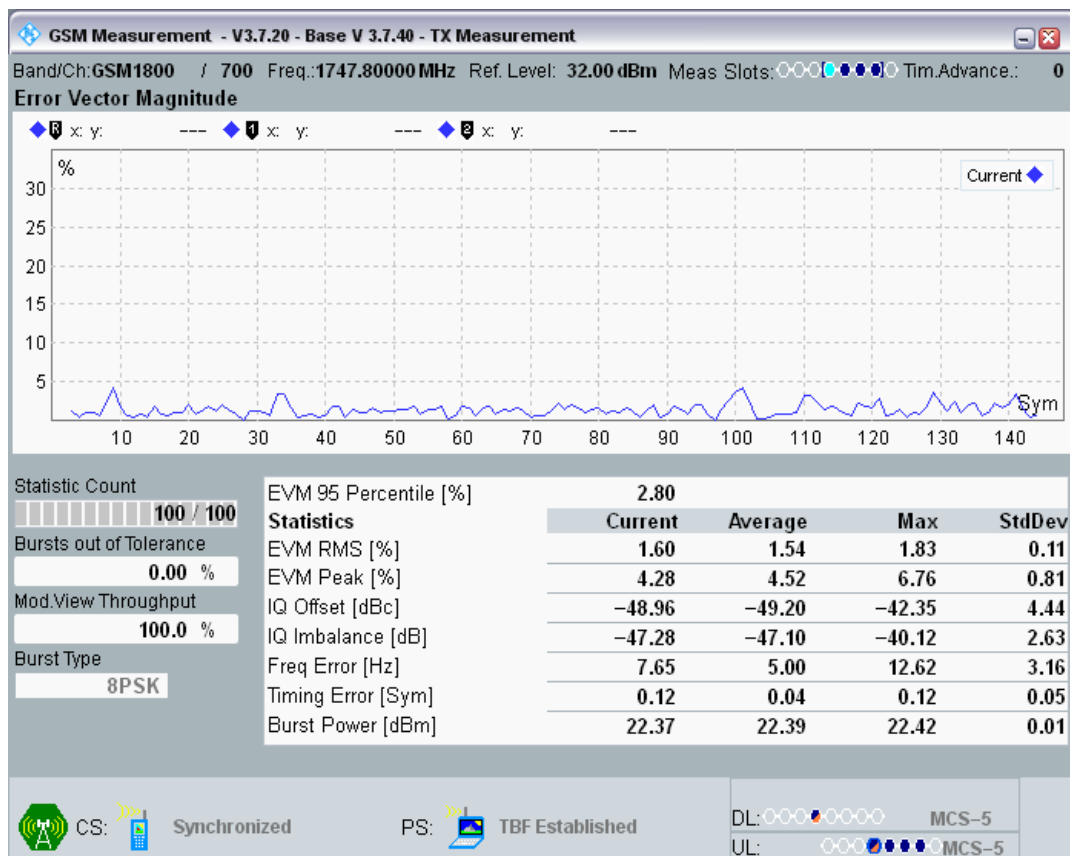 GSM Measurement - V3.7.20 - Base V 3.7.40 - TX Measurement
Band/Ch:GSM1800 / 700 Freq.:1747.80000 MHz Ref. Level: 32.00 dBm Meas Slots: Tim.Advance.: 0
Error Vector Magnitude
R x: y: --- 1 x: y: --- 2 x: y: ---
%
Current
30
25
20
15
10
5
Sym
10 20 30 40 50 60 70 80 90 100 110 120 130 140
Statistic Count
100 / 100
Bursts out of Tolerance
0.00 %
Mod.View Throughput
100.0 %
Burst Type
8PSK
EVM 95 Percentile [%] 2.80
Statistics Current Average Max StdDev
EVM RMS [%] 1.60 1.54 1.83 0.11
EVM Peak [%] 4.28 4.52 6.76 0.81
IQ Offset [dBc] −48.96 −49.20 −42.35 4.44
IQ Imbalance [dB] −47.28 −47.10 −40.12 2.63
Freq Error [Hz] 7.65 5.00 12.62 3.16
Timing Error [Sym] 0.12 0.04 0.12 0.05
Burst Power [dBm] 22.37 22.39 22.42 0.01
CS: Synchronized PS: TBF Established
DL: MCS−5
UL: MCS−5